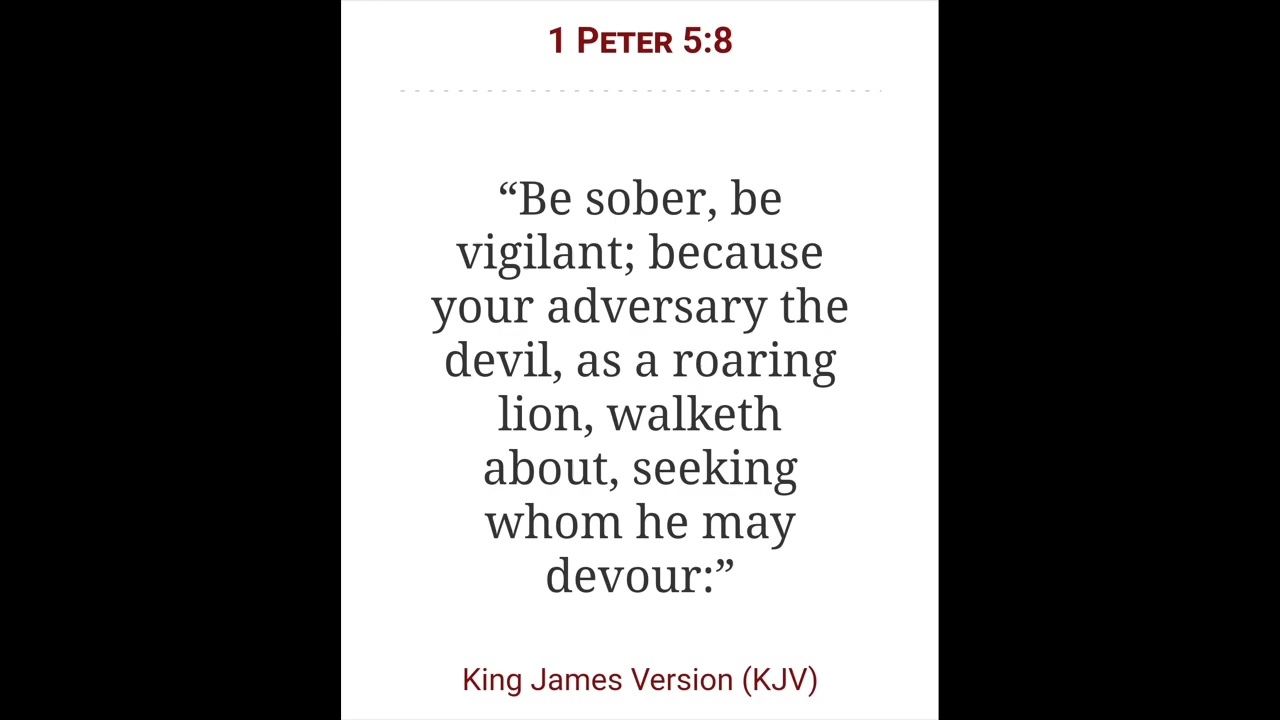 1 Peter 5:8
“Be sober, be
vigilant; because
your adversary the
devil, as a roaring
lion, walketh
about, seeking
whom he may
devour:”
King James Version (KJV)